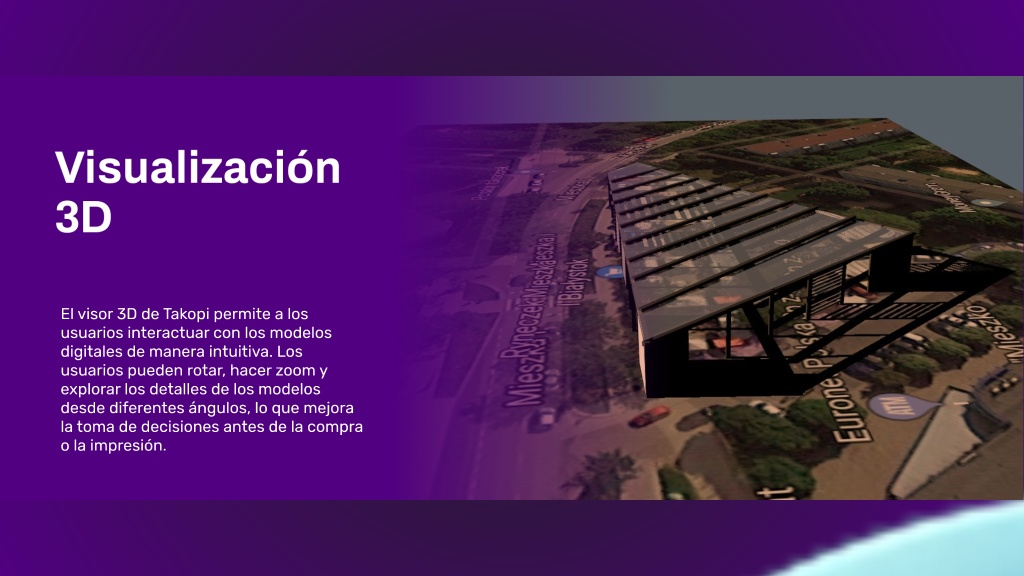 Visualización
3D
El visor 3D de Takopi permite a los
usuarios interactuar con los modelos
digitales de manera intuitiva. Los
usuarios pueden rotar, hacer zoom y
explorar los detalles de los modelos
desde diferentes ángulos, lo que mejora
la toma de decisiones antes de la compra
o la impresión.
ATM